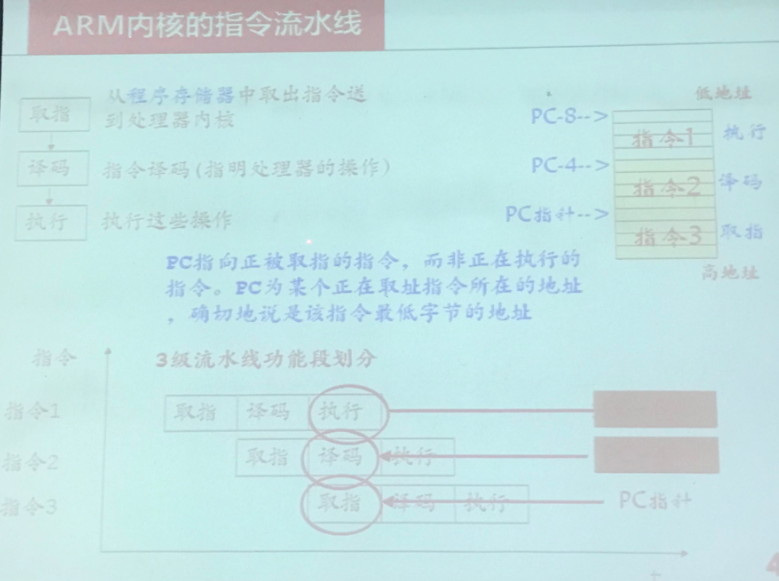 ARM内核的指令流水线
取指
从程序存储器中取出指令送
到处理器内核
译码
指令译码(指明处理器的操作)
执行
执行这些操作
低地址
PC-8-->
指令1
执行
PC-4-->
指令2
译码
PC指针-->
指令3
取指
高地址
PC指向正被取指的指令，而非正在执行的
指令。PC为某个正在取址指令所在的地址
，确切地说是该指令最低字节的地址
指令
3级流水线功能段划分
指令1
取指 译码 执行
指令2
取指 译码 执行
指令3
取指 译码 执行
PC指针
t